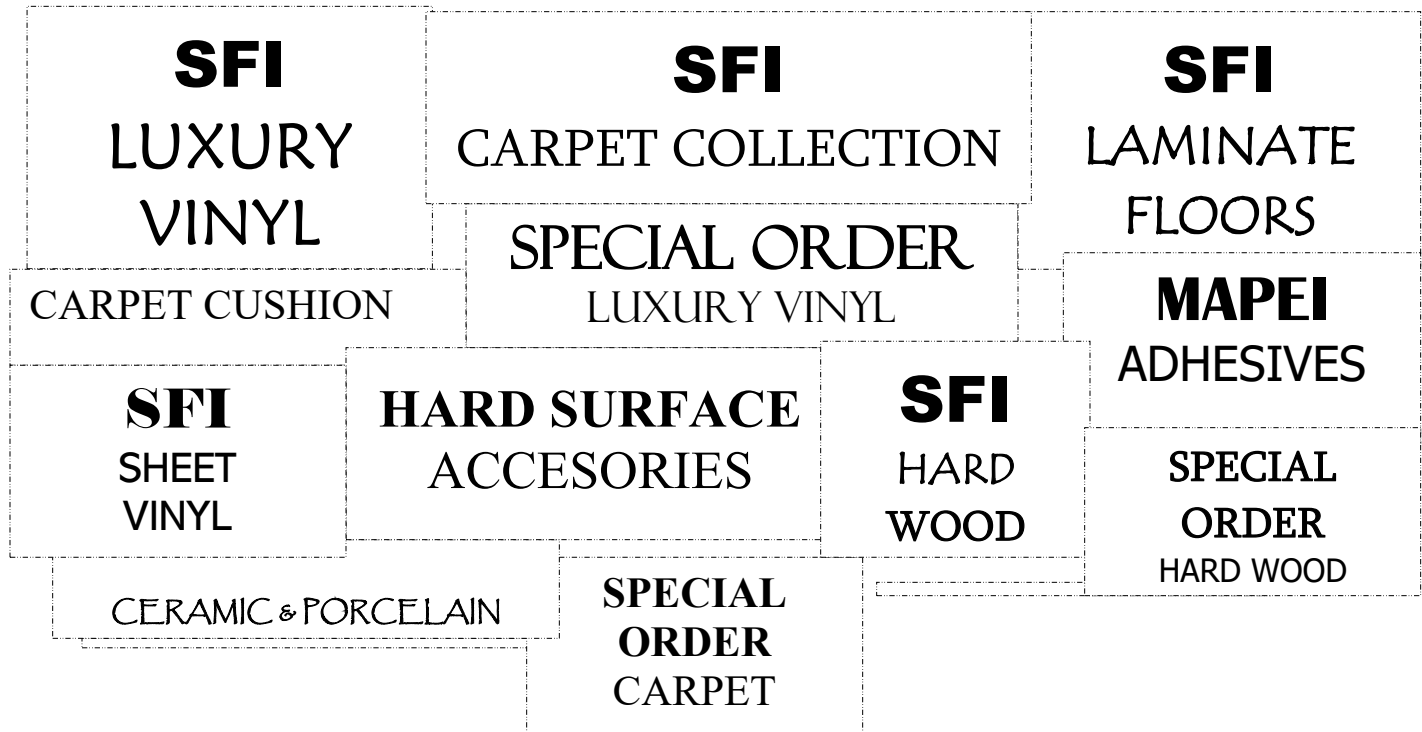 SFI
LUXURY
VINYL
SFI
CARPET COLLECTION
SFI
LAMINATE
FLOORS
SPECIAL ORDER
LUXURY VINYL
CARPET CUSHION
MAPEI
ADHESIVES
SFI
SHEET
VINYL
HARD SURFACE
ACCESORIES
SFI
HARD
WOOD
SPECIAL
ORDER
HARD WOOD
CERAMIC & PORCELAIN
SPECIAL
ORDER
CARPET